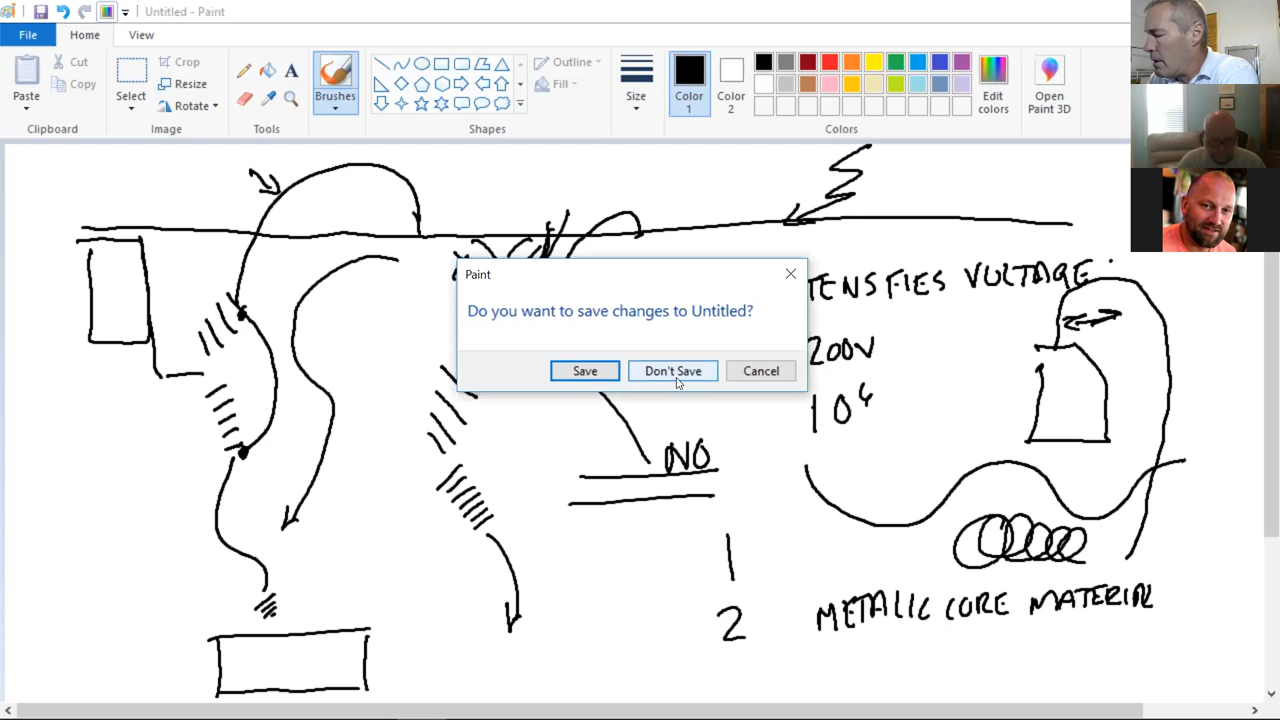 Untitled - Paint
File
Home
View
Paste
Cut
Copy
Clipboard
Select
Crop
Resize
Rotate
Image
A
Tools
Brushes
Shapes
Outline
Fill
Size
Color
1
Color
2
Colors
Edit
colors
Open
Paint 3D
Paint
Do you want to save changes to Untitled?
Save
Don't Save
Cancel
TENSFIES VOLTAGE
200V
NO
1
2
METALIC CORE MATERIAL